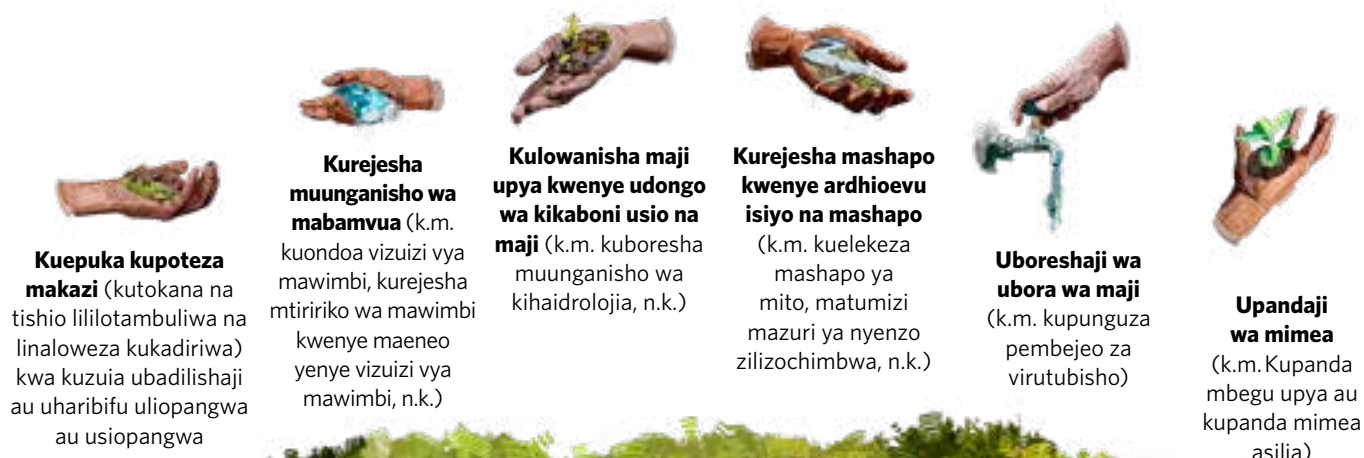 Kuepuka kupoteza
makazi (kutokana na
tishio lililotambuliwa na
linaloweza kukadiriwa)
kwa kuzuia ubadilishaji
au uharibifu uliopangwa
au usiopangwa
Kurejesha
muunganisho wa
mabamvua (k.m.
kuondoa vizuizi vya
mawimbi, kurejesha
mtiririko wa mawimbi
kwenye maeneo
yenye vizuizi vya
mawimbi, n.k.)
Kulowanisha maji
upya kwenye udongo
wa kikaboni usio na
maji (k.m. kuboresha
muunganisho wa
kihaidrolojia, n.k.)
Kurejesha mashapo
kwenye ardhioevu
isiyo na mashapo
(k.m. kuelekeza
mashapo ya
mito, matumizi
mazuri ya nyenzo
zilizochimbwa, n.k.)
Uboreshaji wa
ubora wa maji
(k.m. kupunguza
pembejeo za
virutubisho)
Upandaji
wa mimea
(k.m. Kupanda
mbegu upya au
kupanda mimea
asilia)